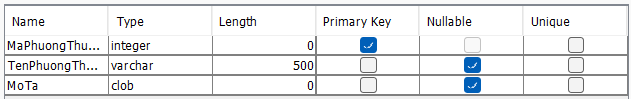 Name Type Length Primary Key Nullable Unique
MaPhuongThu... integer 0
TenPhuongTh... varchar 500
MoTa clob 0